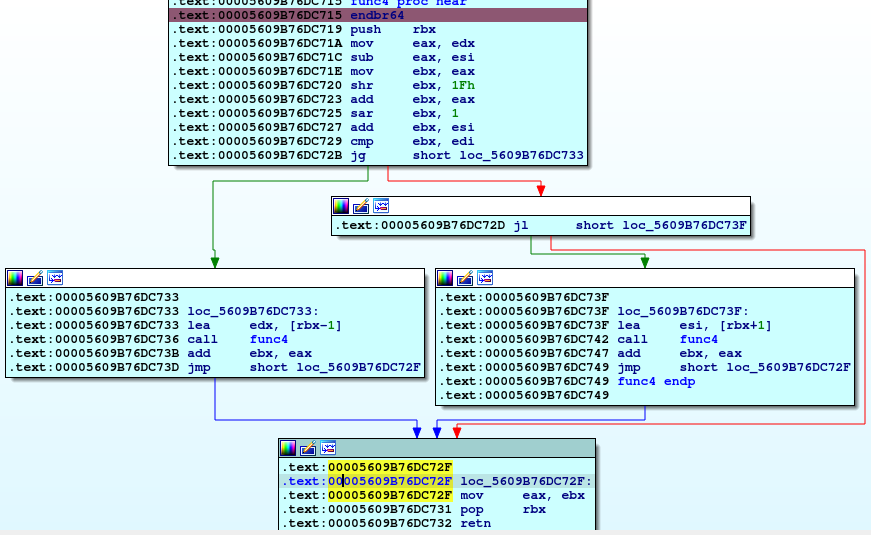 .text:00005609B76DC715 func4 proc near
.text:00005609B76DC715 endbr64
.text:00005609B76DC719 push rbx
.text:00005609B76DC71A mov eax, edx
.text:00005609B76DC71C sub eax, esi
.text:00005609B76DC71E mov ebx, eax
.text:00005609B76DC720 shr ebx, 1Fh
.text:00005609B76DC723 add ebx, eax
.text:00005609B76DC725 sar ebx, 1
.text:00005609B76DC727 add ebx, esi
.text:00005609B76DC729 cmp ebx, edi
.text:00005609B76DC72B jg short loc_5609B76DC733
.text:00005609B76DC72D jl short loc_5609B76DC73F
.text:00005609B76DC733
.text:00005609B76DC733 loc_5609B76DC733:
.text:00005609B76DC733 lea edx, [rbx-1]
.text:00005609B76DC736 call func4
.text:00005609B76DC73B add ebx, eax
.text:00005609B76DC73D jmp short loc_5609B76DC72F
.text:00005609B76DC73F
.text:00005609B76DC73F loc_5609B76DC73F:
.text:00005609B76DC73F lea esi, [rbx+1]
.text:00005609B76DC742 call func4
.text:00005609B76DC747 add ebx, eax
.text:00005609B76DC749 jmp short loc_5609B76DC72F
.text:00005609B76DC749 func4 endp
.text:00005609B76DC749
.text:00005609B76DC72F
.text:00005609B76DC72F loc_5609B76DC72F:
.text:00005609B76DC72F mov eax, ebx
.text:00005609B76DC731 pop rbx
.text:00005609B76DC732 retn